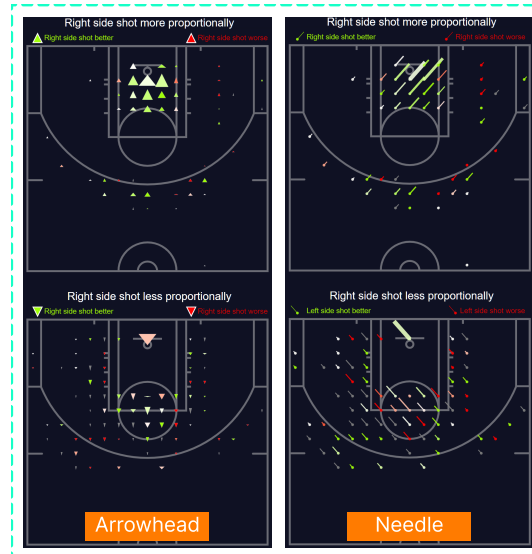 Right side shot more proportionally
Right side shot better
Right side shot worse
Right side shot more proportionally
Right side shot better
Right side shot worse
Right side shot less proportionally
Right side shot better
Right side shot worse
Right side shot less proportionally
Left side shot better
Left side shot worse
Arrowhead
Needle